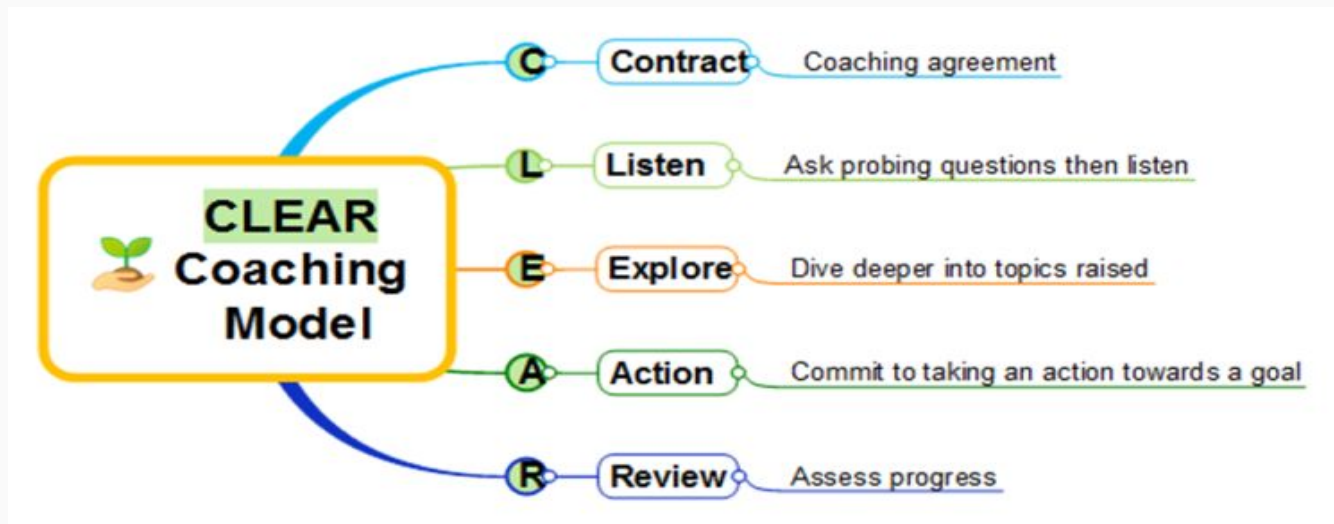 CLEAR
Coaching
Model
C Contract Coaching agreement
L Listen Ask probing questions then listen
E Explore Dive deeper into topics raised
A Action Commit to taking an action towards a goal
R Review Assess progress